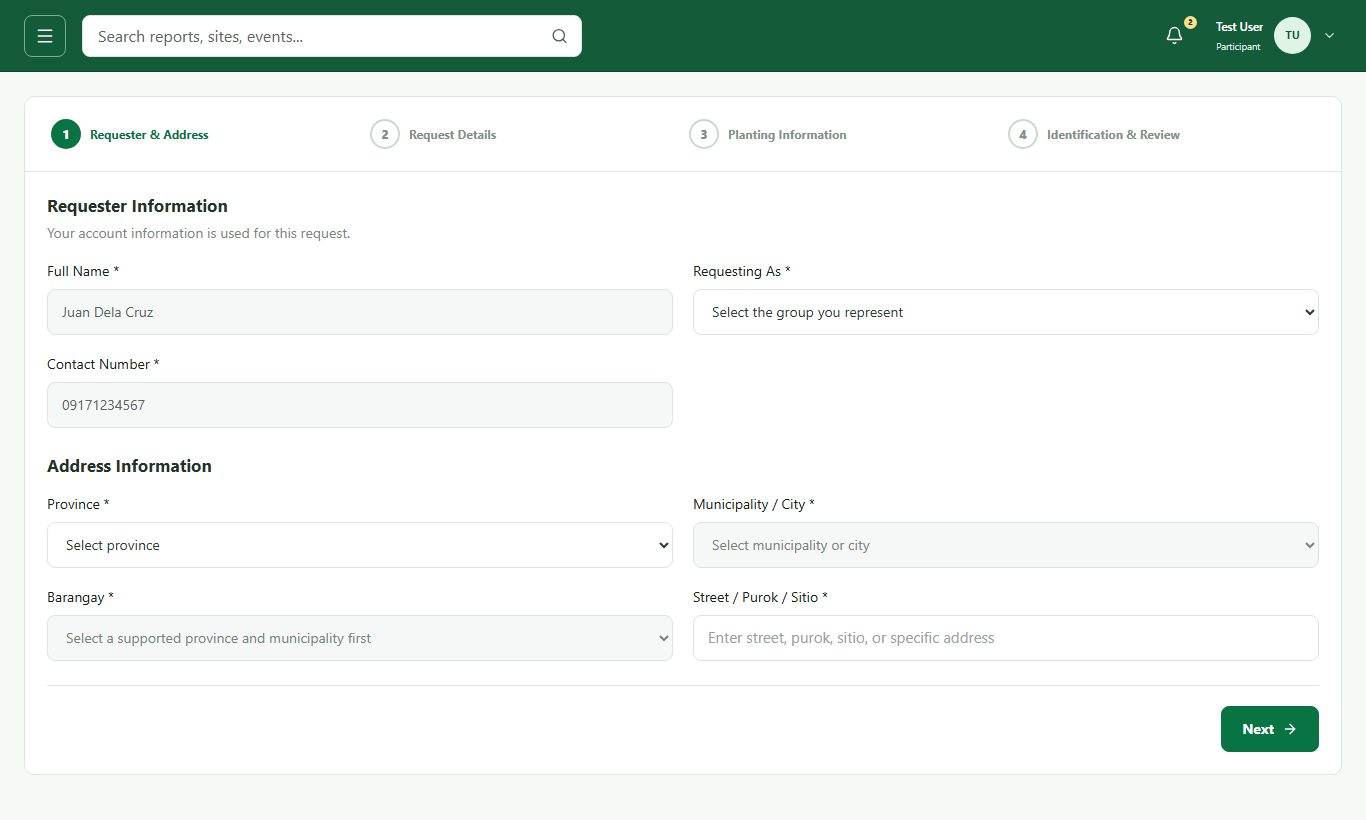 Search reports, sites, events...
2
Test User
Participant
TU
1 Requester & Address
2 Request Details
3 Planting Information
4 Identification & Review
Requester Information
Your account information is used for this request.
Full Name *
Requesting As *
Juan Dela Cruz
Select the group you represent
Contact Number *
09171234567
Address Information
Province *
Municipality / City *
Select province
Select municipality or city
Barangay *
Street / Purok / Sitio *
Select a supported province and municipality first
Enter street, purok, sitio, or specific address
Next →